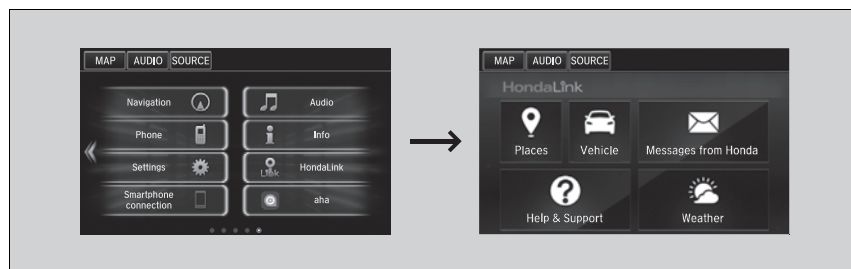 MAP AUDIO SOURCE
Navigation
Audio
Phone
Info
Settings
Link
HondaLink
Smartphone
connection
aha
MAP AUDIO SOURCE
HondaLink
Places
Vehicle
Messages from Honda
Help & Support
Weather